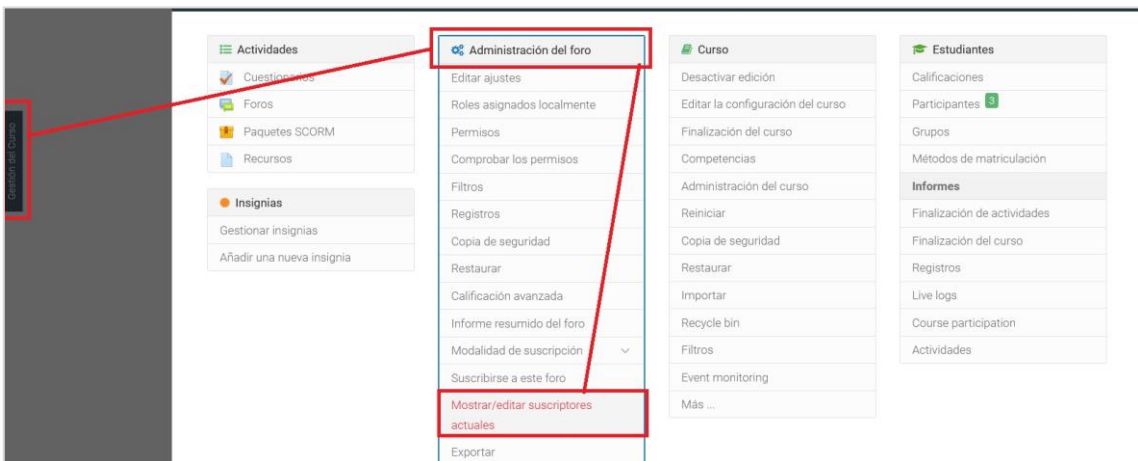 Gestión del Curso
Actividades
Cuestionarios
Foros
Paquetes SCORM
Recursos
Insignias
Gestionar insignias
Añadir una nueva insignia
Administración del foro
Editar ajustes
Roles asignados localmente
Permisos
Comprobar los permisos
Filtros
Registros
Copia de seguridad
Restaurar
Calificación avanzada
Informe resumido del foro
Modalidad de suscripción
Suscribirse a este foro
Mostrar/editar suscriptores
actuales
Exportar
Curso
Desactivar edición
Editar la configuración del curso
Finalización del curso
Competencias
Administración del curso
Reiniciar
Copia de seguridad
Restaurar
Importar
Recycle bin
Filtros
Event monitoring
Más ...
Estudiantes
Calificaciones
Participantes 3
Grupos
Métodos de matriculación
Informes
Finalización de actividades
Finalización del curso
Registros
Live logs
Course participation
Actividades